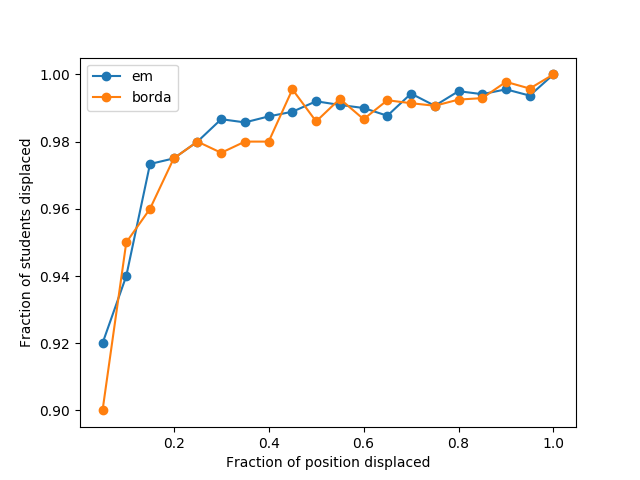 em
borda
Fraction of students displaced
1.00
0.98
0.96
0.94
0.92
0.90
0.2 0.4 0.6 0.8 1.0
Fraction of position displaced